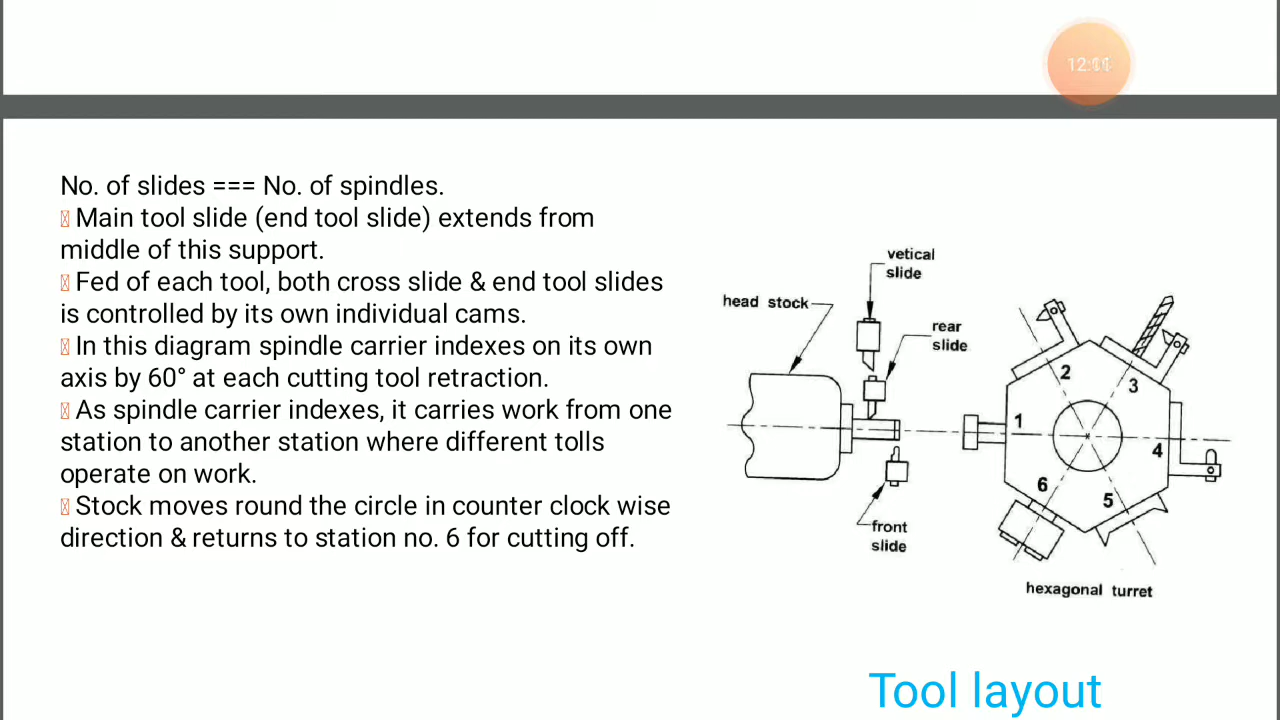 No. of slides === No. of spindles.
Main tool slide (end tool slide) extends from
middle of this support.
Fed of each tool, both cross slide & end tool slides
is controlled by its own individual cams.
In this diagram spindle carrier indexes on its own
axis by 60° at each cutting tool retraction.
As spindle carrier indexes, it carries work from one
station to another station where different tolls
operate on work.
Stock moves round the circle in counter clock wise
direction & returns to station no. 6 for cutting off.
vetical
slide
head stock
rear
slide
front
slide
1
2
3
4
5
6
hexagonal turret
Tool layout